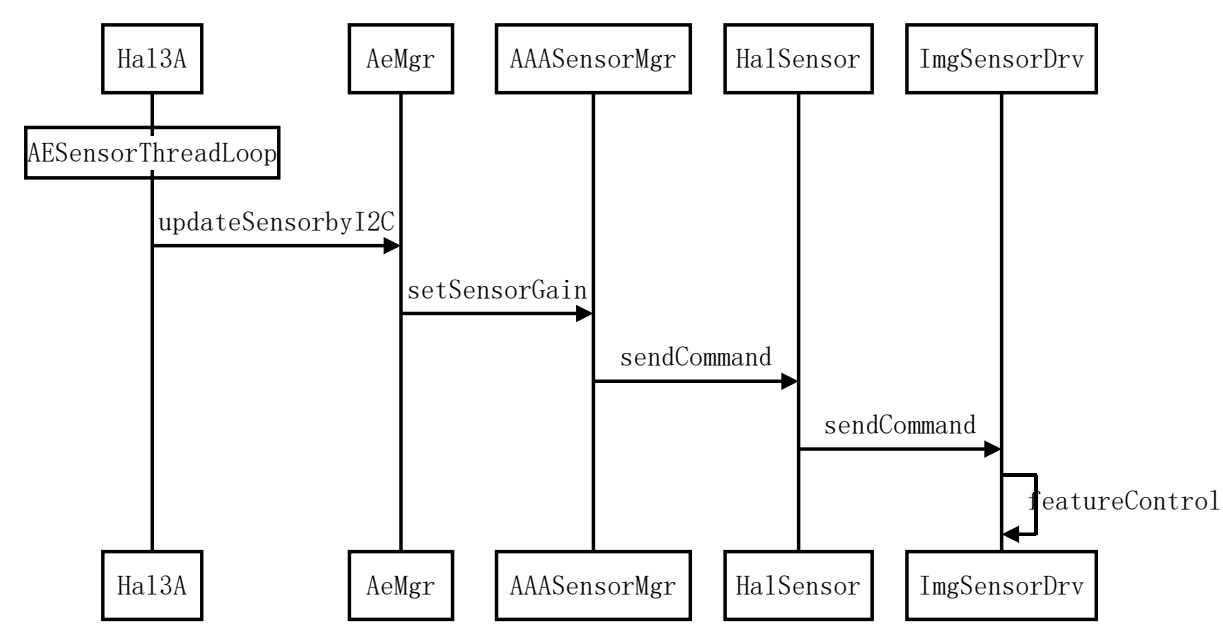 Hal3A AeMgr AAASensorMgr HalSensor ImgSensorDrv
AESensorThreadLoop
updateSensorbyI2C
setSensorGain
sendCommand
sendCommand
featureControl
Hal3A AeMgr AAASensorMgr HalSensor ImgSensorDrv